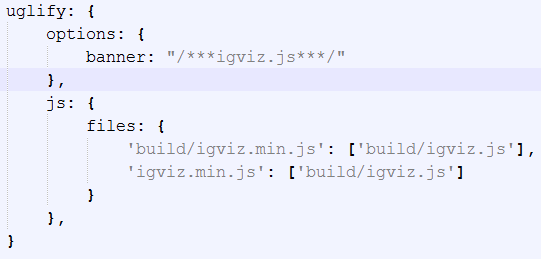 uglify: {
    options: {
        banner: "/***igviz.js***/"
    },
    js: {
        files: {
            'build/igviz.min.js': ['build/igviz.js'],
            'igviz.min.js': ['build/igviz.js']
        }
    },
}